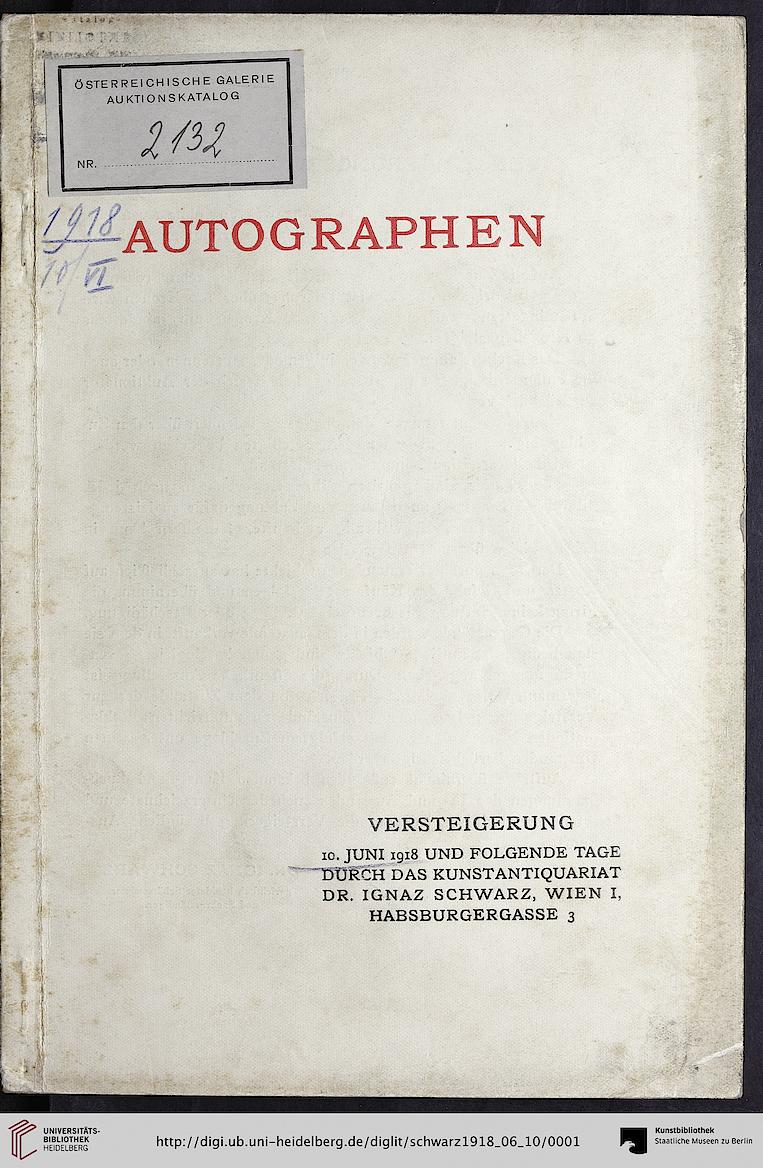 ÖSTERREICHISCHE GALERIE
AUKTIONSKATALOG
NR. 2132
1918
10/VI
AUTOGRAPHEN
VERSTEIGERUNG
10. JUNI 1918 UND FOLGENDE TAGE
DURCH DAS KUNSTANTIQUARIAT
DR. IGNAZ SCHWARZ, WIEN I,
HABSBURGERGASSE 3
UNIVERSITÄTS-
BIBLIOTHEK
HEIDELBERG
http://digi.ub.uni-heidelberg.de/diglit/schwarz1918_06_10/0001
Kunstbibliothek
Staatliche Museen zu Berlin